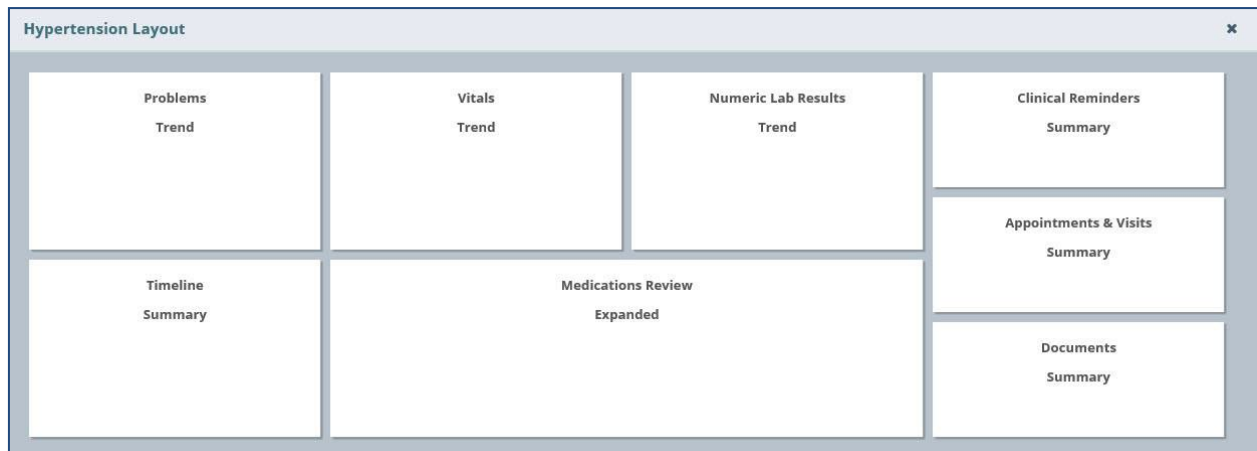 Hypertension Layout
Problems
Trend
Vitals
Trend
Numeric Lab Results
Trend
Clinical Reminders
Summary
Appointments & Visits
Summary
Timeline
Summary
Medications Review
Expanded
Documents
Summary